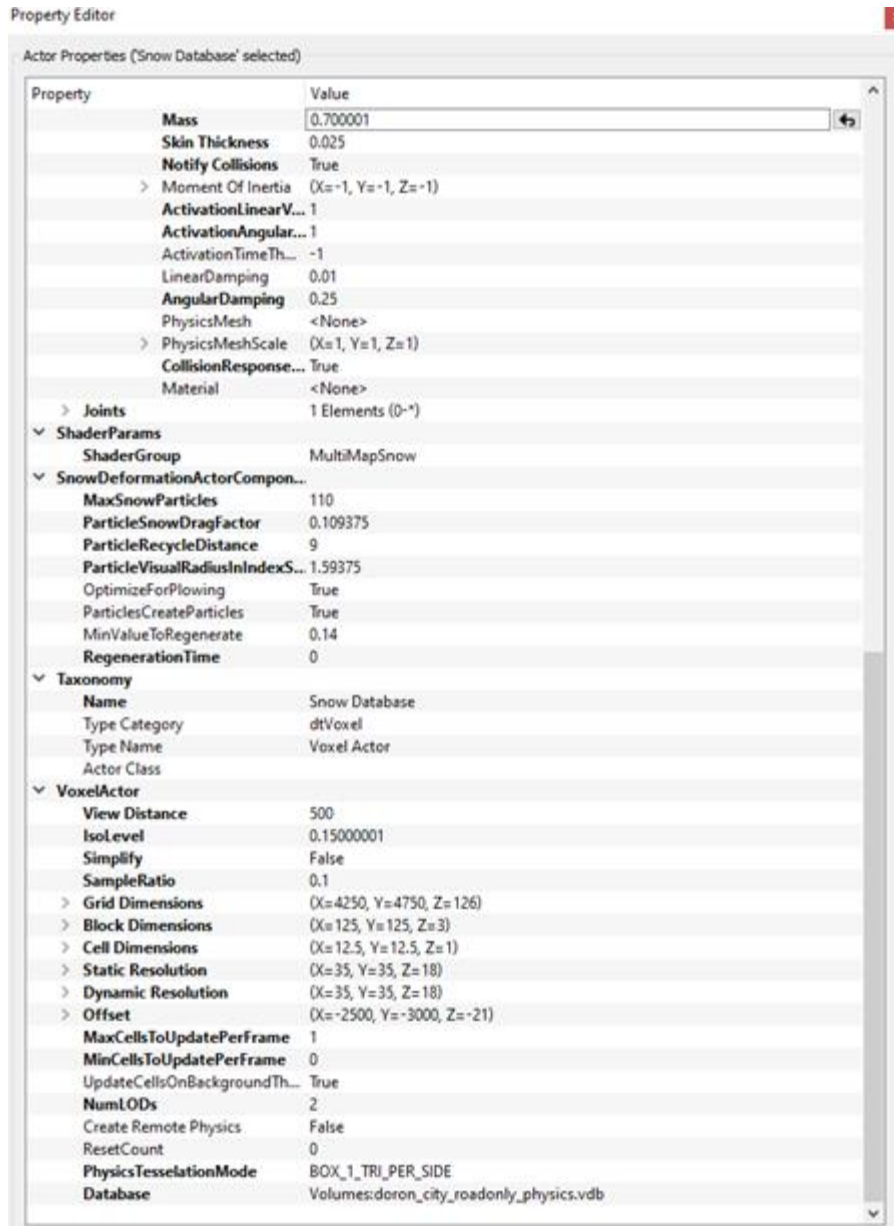 Property Editor
Actor Properties ('Snow Database' selected)
Property Value
Mass 0.700001
Skin Thickness 0.025
Notify Collisions True
Moment Of Inertia (X=-1, Y=-1, Z=-1)
ActivationLinearV... 1
ActivationAngular... 1
ActivationTimeTh... -1
LinearDamping 0.01
AngularDamping 0.25
PhysicsMesh <None>
PhysicsMeshScale (X=1, Y=1, Z=1)
CollisionResponse... True
Material <None>
Joints 1 Elements (0-*)
ShaderParams
ShaderGroup MultiMapSnow
SnowDeformationActorCompon...
MaxSnowParticles 110
ParticleSnowDragFactor 0.109375
ParticleRecycleDistance 9
ParticleVisualRadiusInIndexS... 1.59375
OptimizeForPlowing True
ParticlesCreateParticles True
MinValueToRegenerate 0.14
RegenerationTime 0
Taxonomy
Name Snow Database
Type Category dtVoxel
Type Name Voxel Actor
Actor Class
VoxelActor
View Distance 500
IsoLevel 0.15000001
Simplify False
SampleRatio 0.1
Grid Dimensions (X=4250, Y=4750, Z=126)
Block Dimensions (X=125, Y=125, Z=3)
Cell Dimensions (X=12.5, Y=12.5, Z=1)
Static Resolution (X=35, Y=35, Z=18)
Dynamic Resolution (X=35, Y=35, Z=18)
Offset (X=-2500, Y=-3000, Z=-21)
MaxCellsToUpdatePerFrame 1
MinCellsToUpdatePerFrame 0
UpdateCellsOnBackgroundTh... True
NumLODs 2
Create Remote Physics False
ResetCount 0
PhysicsTesselationMode BOX_1_TRI_PER_SIDE
Database Volumes:doron_city_roadonly_physics.vdb